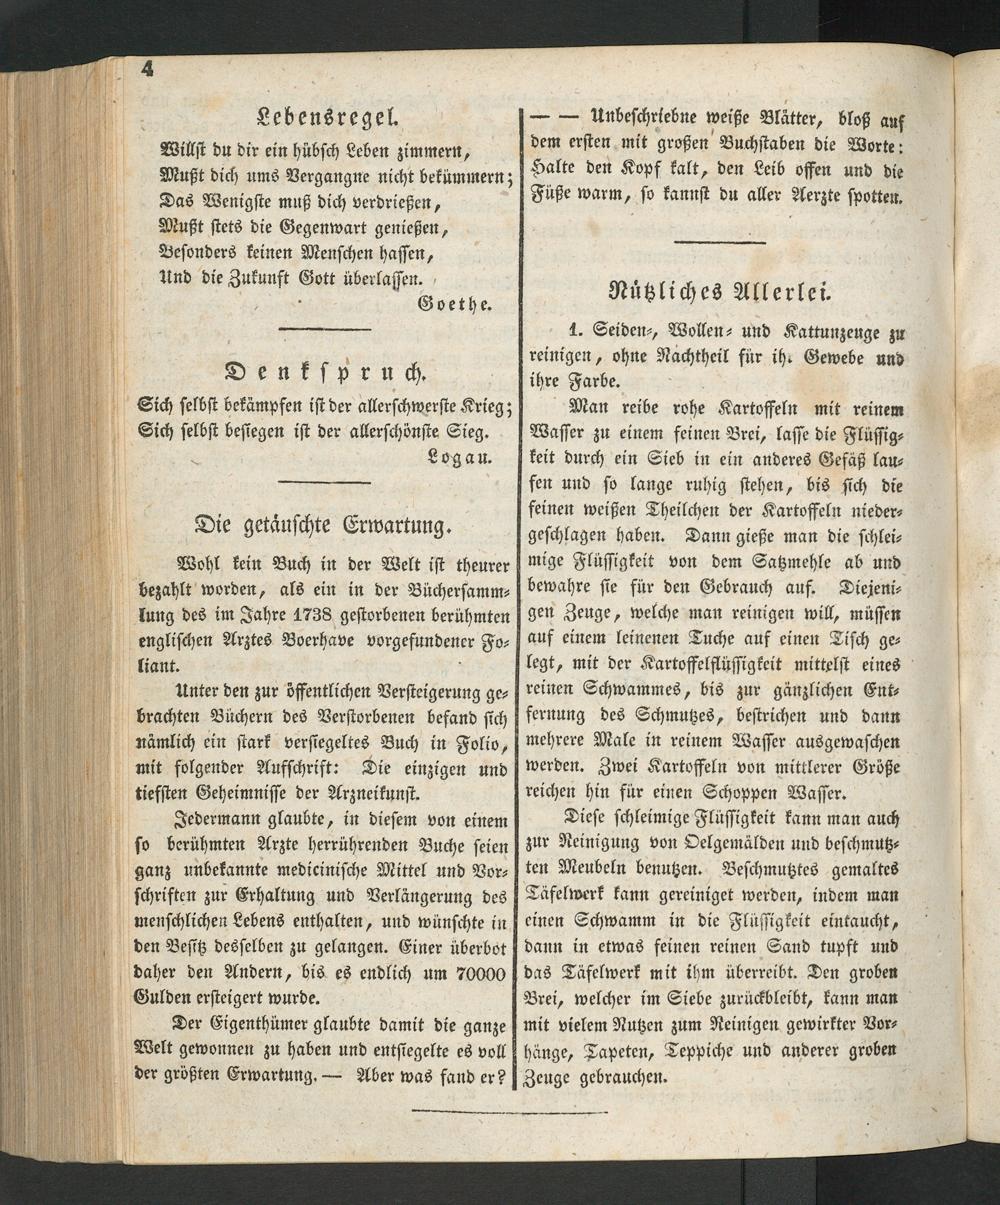 4
Lebensregel.
Willst du dir ein hübsch Leben zimmern,
Mußt dich ums Vergangne nicht bekümmern;
Das Wenigste muß dich verdrießen,
Mußt stets die Gegenwart genießen,
Besonders keinen Menschen hassen,
Und die Zukunft Gott überlassen.
Goethe.
Denkspruch.
Sich selbst bekämpfen ist der allerschwerste Krieg;
Sich selbst besiegen ist der allerschönste Sieg.
Logau.
Die getäuschte Erwartung.
Wohl kein Buch in der Welt ist theurer
bezahlt worden, als ein in der Büchersamm-
lung des im Jahre 1738 gestorbenen berühmten
englischen Arztes Boerhave vorgefundener Fo-
liant.
Unter den zur öffentlichen Versteigerung ge-
brachten Büchern des Verstorbenen befand sich
nämlich ein stark versiegeltes Buch in Folio,
mit folgender Aufschrift: Die einzigen und
tiefsten Geheimnisse der Arzneikunst.
Jedermann glaubte, in diesem von einem
so berühmten Arzte herrührenden Buche seien
ganz unbekannte medicinische Mittel und Vor-
schriften zur Erhaltung und Verlängerung des
menschlichen Lebens enthalten, und wünschte in
den Besitz desselben zu gelangen. Einer überbot
daher den Andern, bis es endlich um 70000
Gulden ersteigert wurde.
Der Eigenthümer glaubte damit die ganze
Welt gewonnen zu haben und entsiegelte es voll
der größten Erwartung. — Aber was fand er?
— — Unbeschriebne weiße Blätter, bloß auf
dem ersten mit großen Buchstaben die Worte:
Halte den Kopf kalt, den Leib offen und die
Füße warm, so kannst du aller Aerzte spotten.
Nützliches Allerlei.
1. Seiden-, Wollen- und Kattunzeuge zu
reinigen, ohne Nachtheil für ih. Gewebe und
ihre Farbe.
Man reibe rohe Kartoffeln mit reinem
Wasser zu einem feinen Brei, lasse die Flüssig-
keit durch ein Sieb in ein anderes Gefäß lau-
fen und so lange ruhig stehen, bis sich die
feinen weißen Theilchen der Kartoffeln nieder-
geschlagen haben. Dann gieße man die schlei-
mige Flüssigkeit von dem Satzmehle ab und
bewahre sie für den Gebrauch auf. Diejeni-
gen Zeuge, welche man reinigen will, müssen
auf einem leinenen Tuche auf einen Tisch ge-
legt, mit der Kartoffelflüssigkeit mittelst eines
reinen Schwammes, bis zur gänzlichen Ent-
fernung des Schmutzes, bestrichen und dann
mehrere Male in reinem Wasser ausgewaschen
werden. Zwei Kartoffeln von mittlerer Größe
reichen hin für einen Schoppen Wasser.
Diese schleimige Flüssigkeit kann man auch
zur Reinigung von Oelgemälden und beschmutz-
ten Meubeln benutzen. Beschmutztes gemaltes
Täfelwerk kann gereiniget werden, indem man
einen Schwamm in die Flüssigkeit eintaucht,
dann in etwas feinen reinen Sand tupft und
das Täfelwerk mit ihm überreibt. Den groben
Brei, welcher im Siebe zurückbleibt, kann man
mit vielem Nutzen zum Reinigen gewirkter Vor-
hänge, Tapeten, Teppiche und anderer groben
Zeuge gebrauchen.